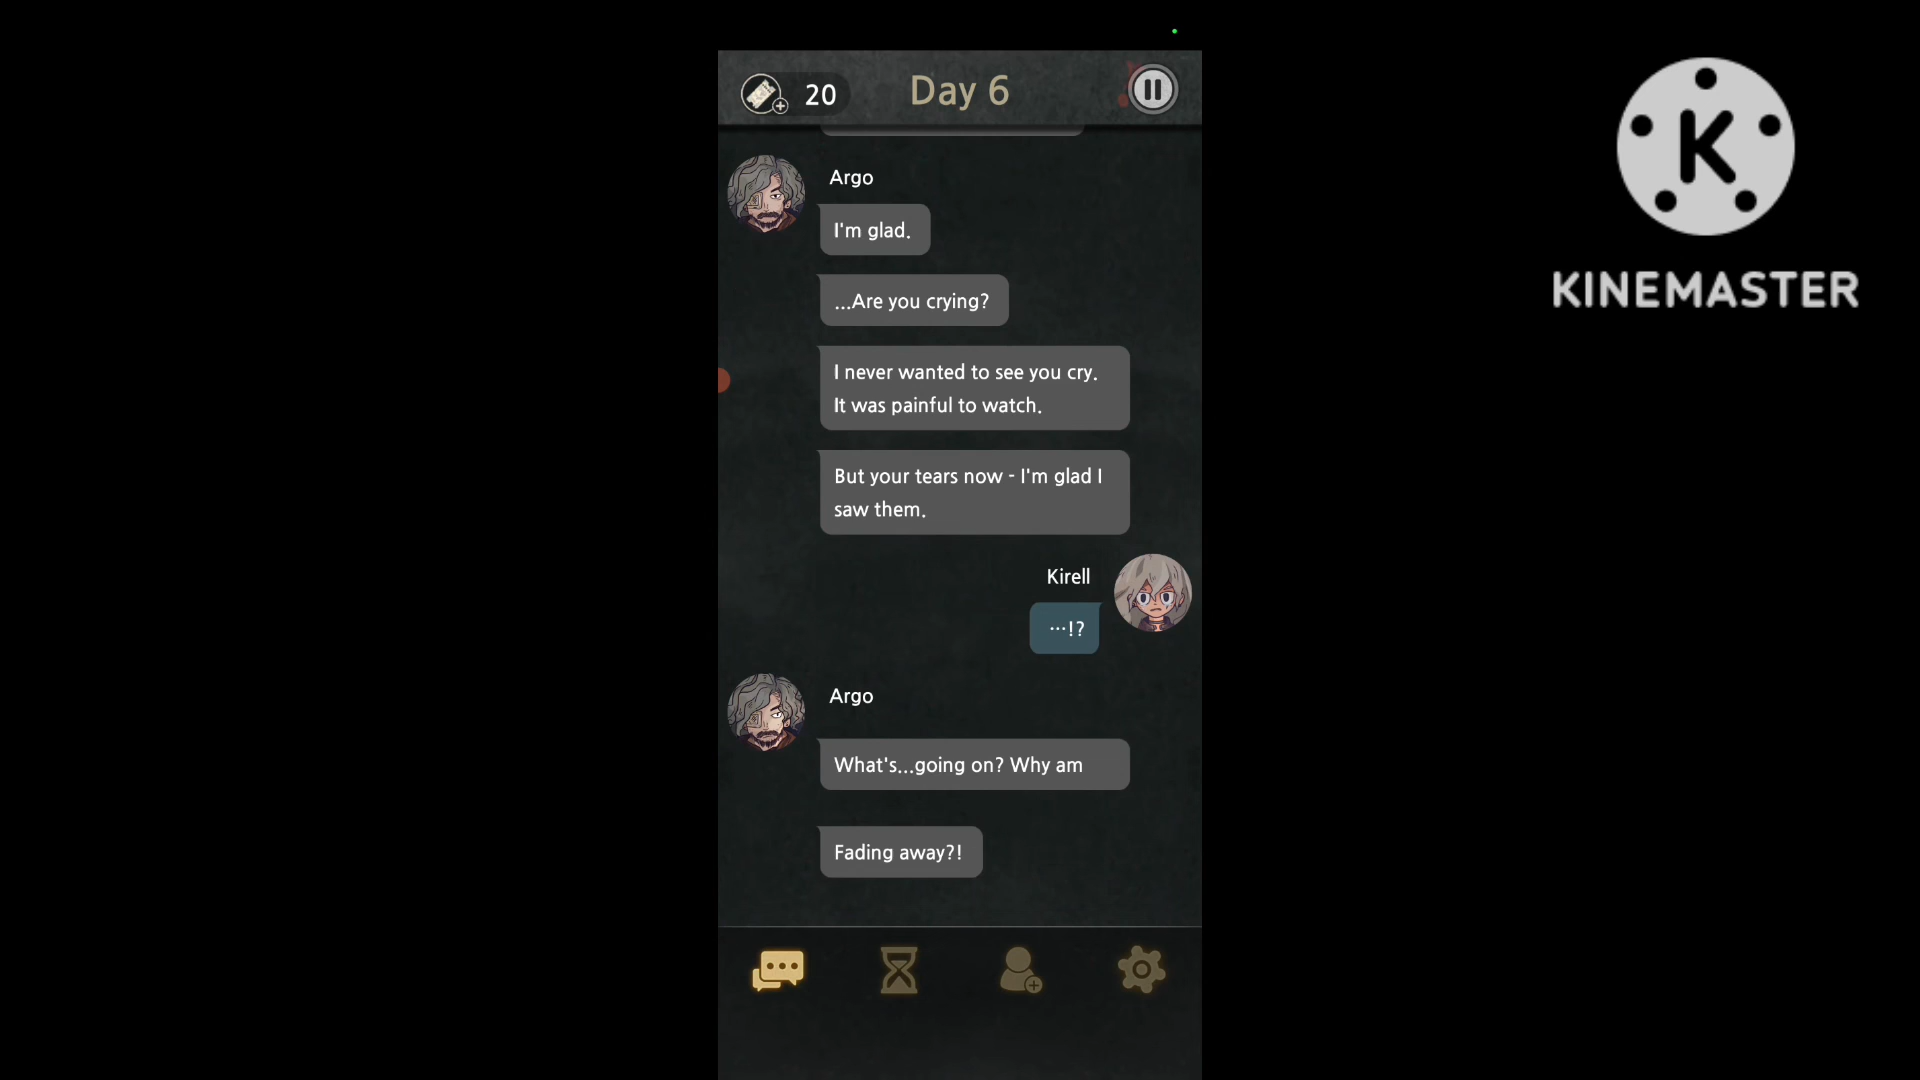 20
Day 6
Argo
I'm glad.
...Are you crying?
I never wanted to see you cry.
It was painful to watch.
But your tears now - I'm glad I
saw them.
Kirell
...!?
Argo
What's...going on? Why am
Fading away?!
K
KINEMASTER